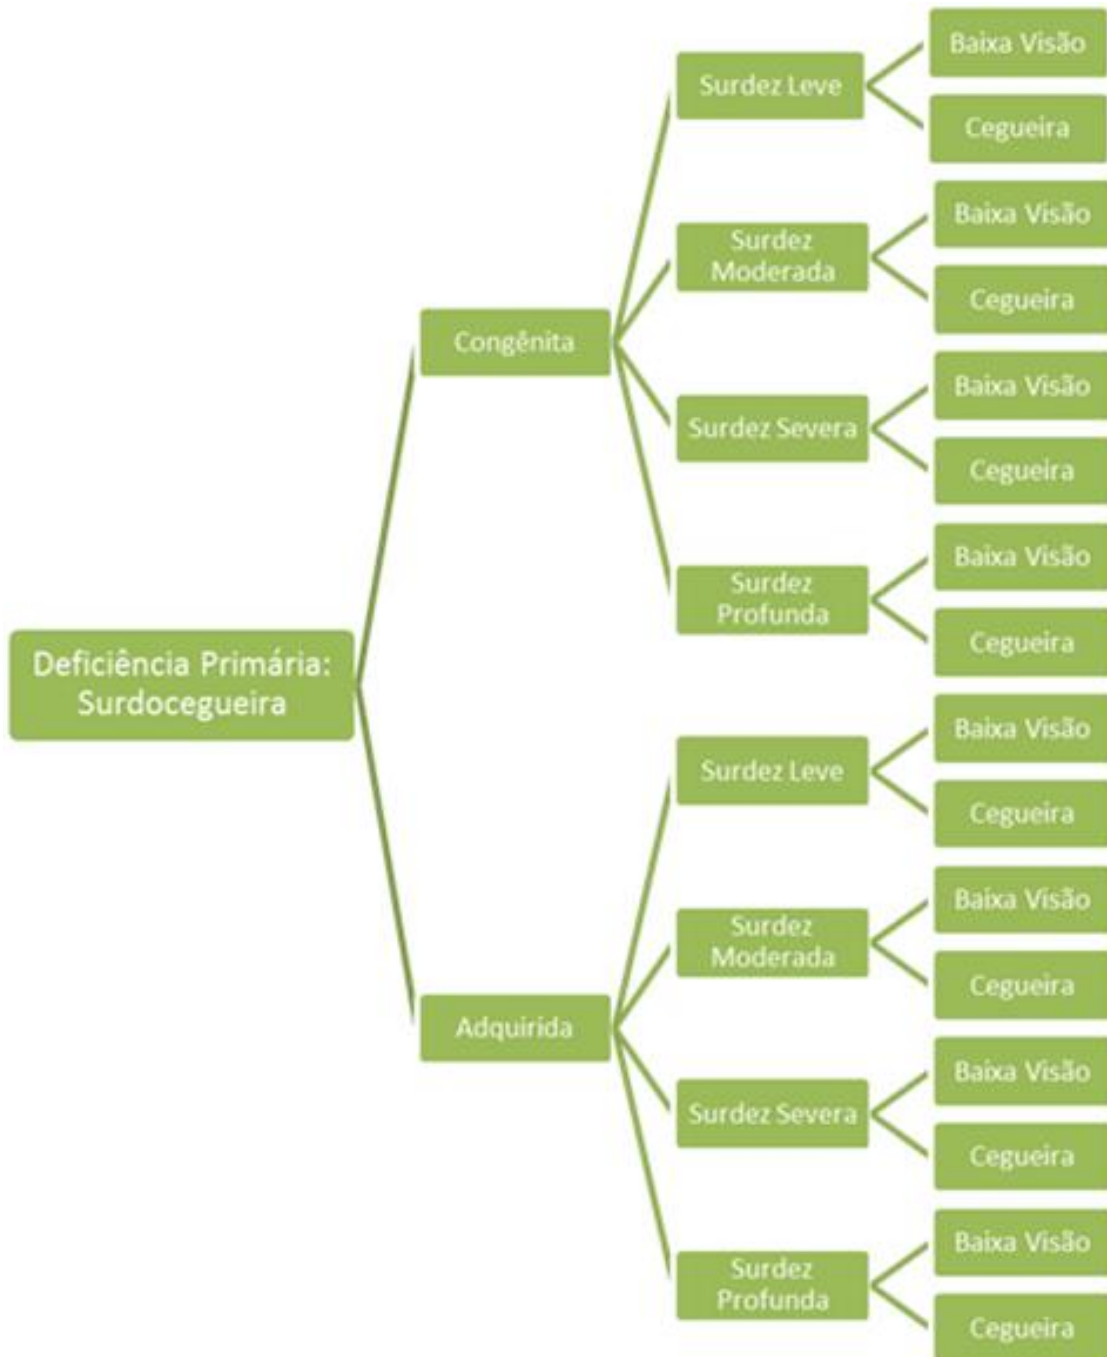 Deficiência Primária:
Surdocegueira
Congênita
Surdez Leve
Baixa Visão
Cegueira
Surdez
Moderada
Baixa Visão
Cegueira
Surdez Severa
Baixa Visão
Cegueira
Surdez
Profunda
Baixa Visão
Cegueira
Adquirida
Surdez Leve
Baixa Visão
Cegueira
Surdez
Moderada
Baixa Visão
Cegueira
Surdez Severa
Baixa Visão
Cegueira
Surdez
Profunda
Baixa Visão
Cegueira